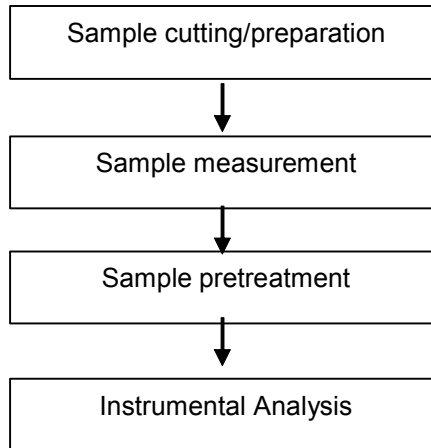 Sample cutting/preparation
Sample measurement
Sample pretreatment
Instrumental Analysis